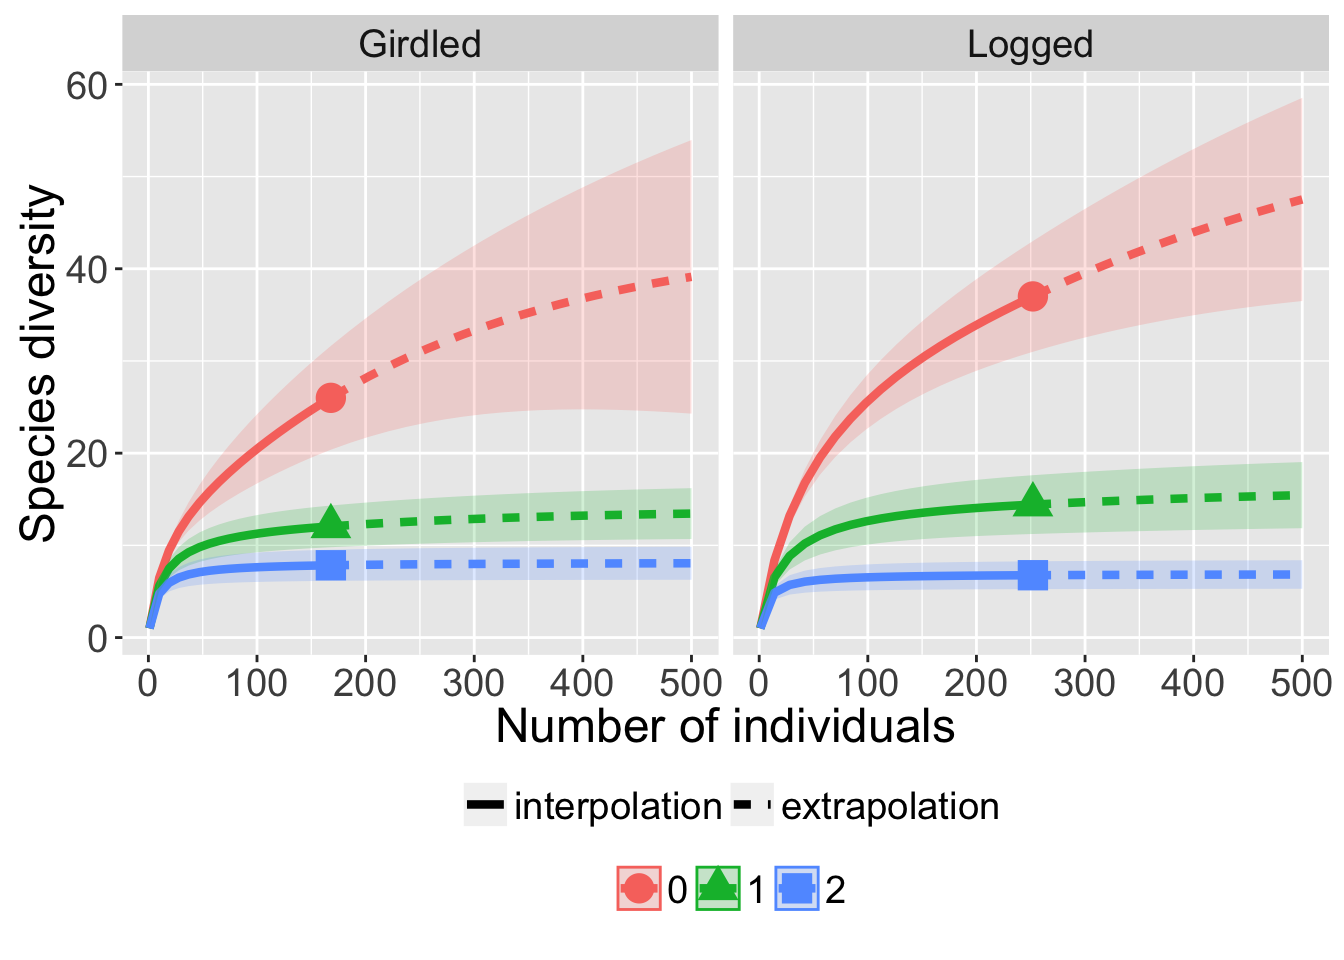 Girdled Logged
60
40
20
0
Species diversity
0 100 200 300 400 500 0 100 200 300 400 500
Number of individuals
interpolation extrapolation
0 1 2